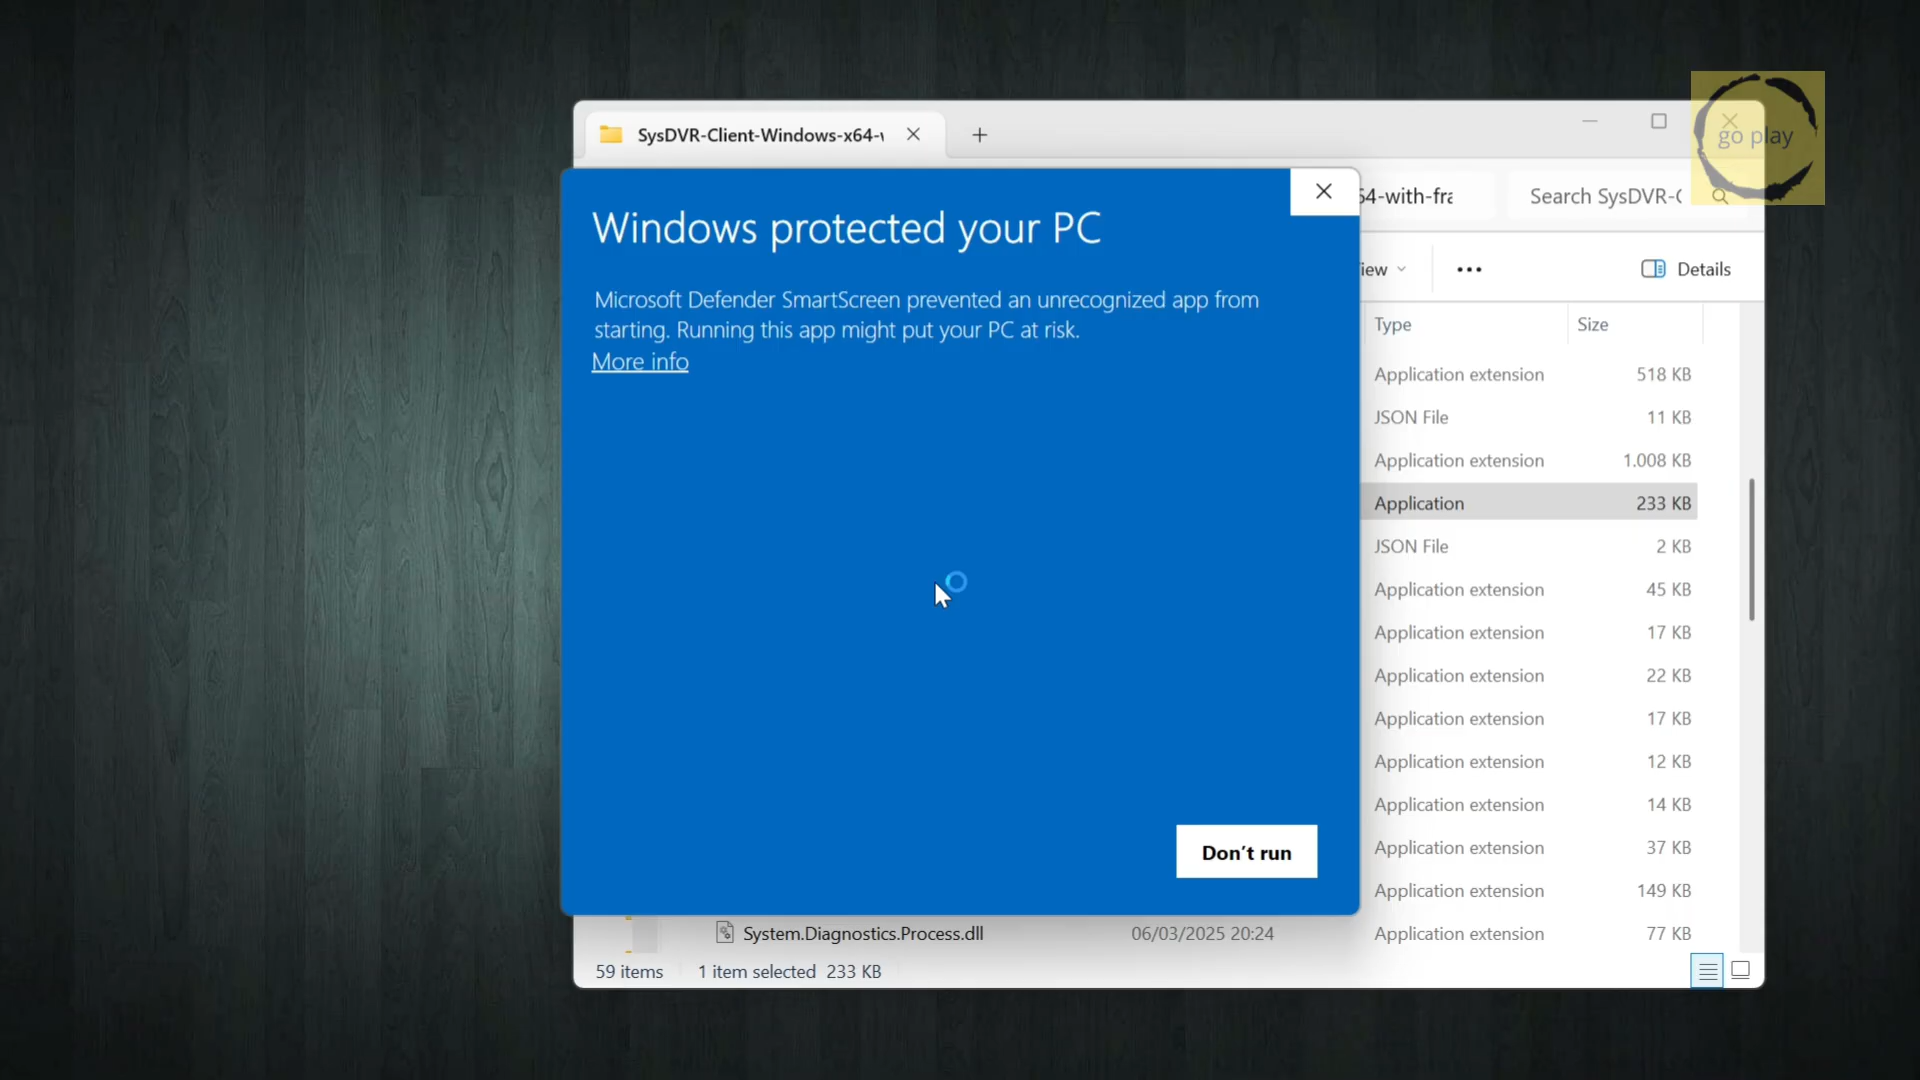 SysDVR-Client-Windows-x64-
go play
64-with-fra
Search SysDVR-C
Windows protected your PC
Microsoft Defender SmartScreen prevented an unrecognized app from
starting. Running this app might put your PC at risk.
More info
iew
Details
Type Size
Application extension 518 KB
JSON File 11 KB
Application extension 1.008 KB
Application 233 KB
JSON File 2 KB
Application extension 45 KB
Application extension 17 KB
Application extension 22 KB
Application extension 17 KB
Application extension 12 KB
Application extension 14 KB
Application extension 37 KB
Application extension 149 KB
Don't run
System.Diagnostics.Process.dll 06/03/2025 20:24 Application extension 77 KB
59 items 1 item selected 233 KB